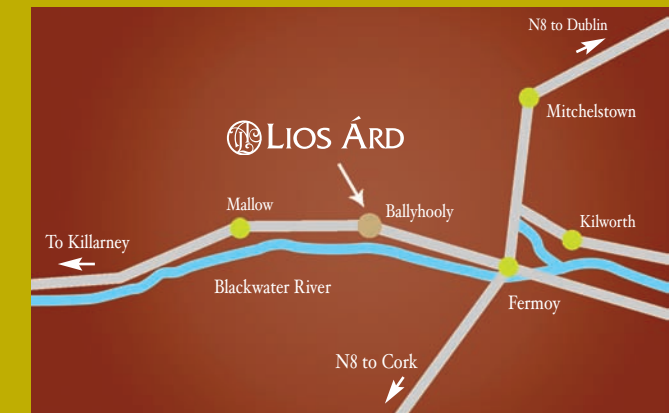 N8 to Dublin
Mitchelstown
LIOS ÁRD
Mallow
Ballyhooly
Kilworth
To Killarney
Blackwater River
Fermoy
N8 to Cork